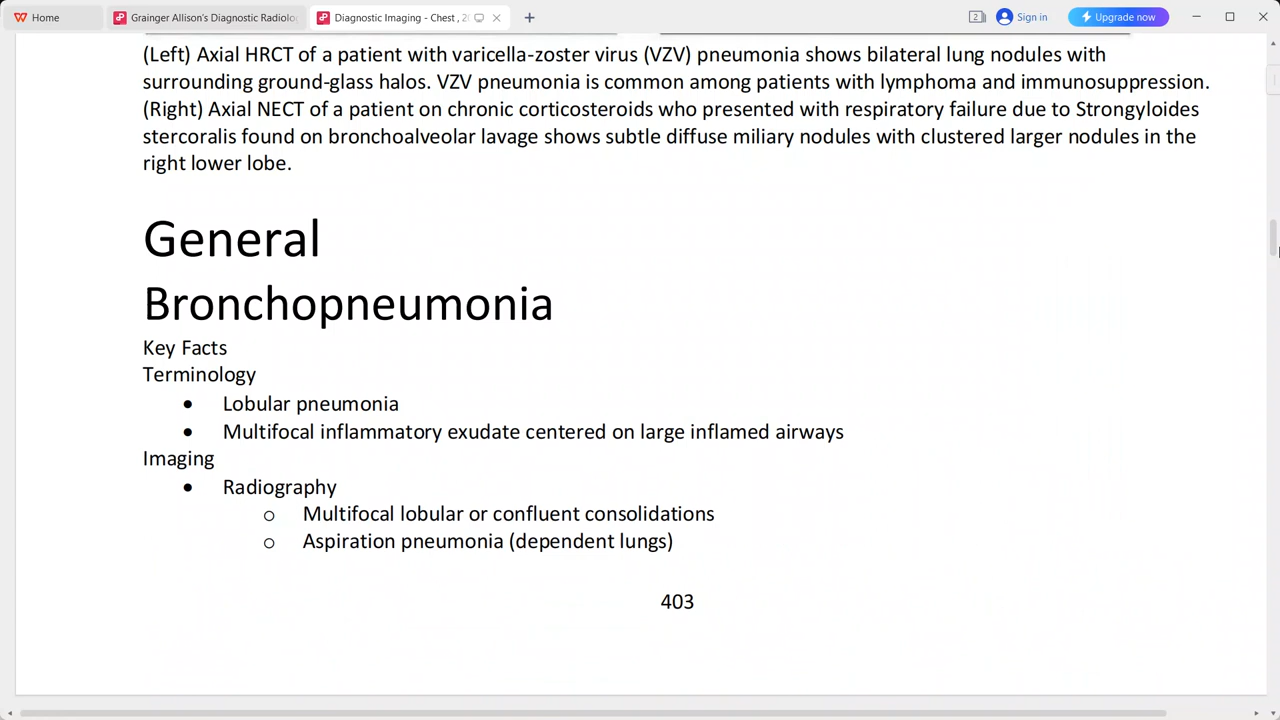 Home
Grainger Allison's Diagnostic Radiolo
Diagnostic Imaging - Chest , 2
2
Sign in
Upgrade now
(Left) Axial HRCT of a patient with varicella-zoster virus (VZV) pneumonia shows bilateral lung nodules with
surrounding ground-glass halos. VZV pneumonia is common among patients with lymphoma and immunosuppression.
(Right) Axial NECT of a patient on chronic corticosteroids who presented with respiratory failure due to Strongyloides
stercoralis found on bronchoalveolar lavage shows subtle diffuse miliary nodules with clustered larger nodules in the
right lower lobe.
General
Bronchopneumonia
Key Facts
Terminology
• Lobular pneumonia
• Multifocal inflammatory exudate centered on large inflamed airways
Imaging
• Radiography
o Multifocal lobular or confluent consolidations
o Aspiration pneumonia (dependent lungs)
403